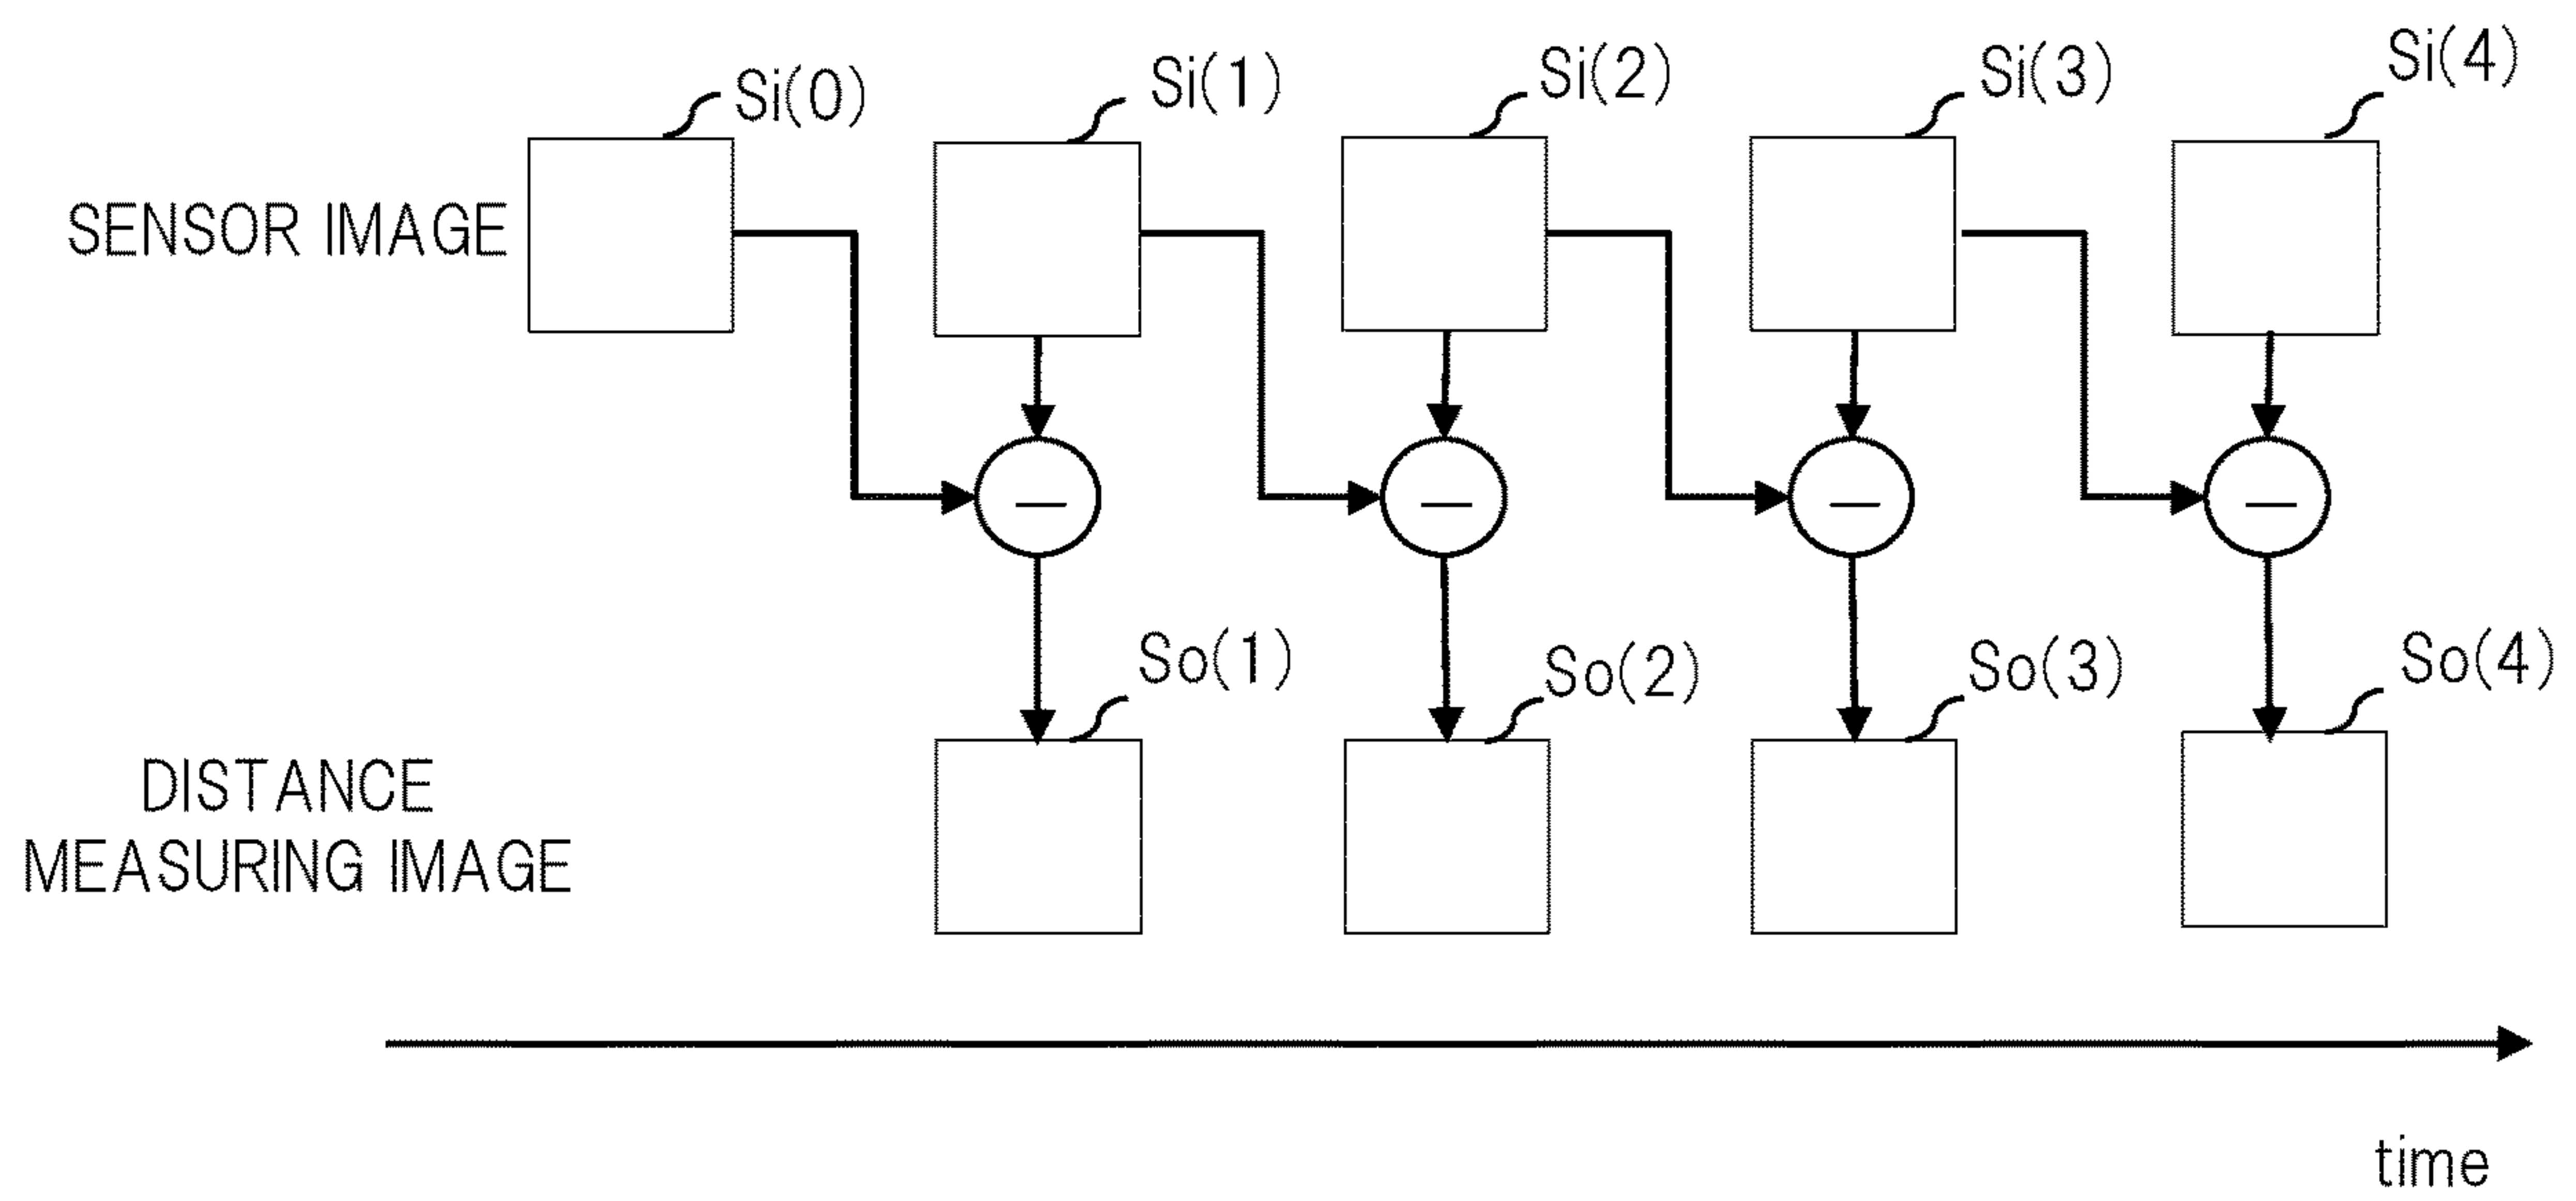 Si(0)
Si(1)
Si(2)
Si(3)
Si(4)
SENSOR IMAGE
—
—
—
—
So(1)
So(2)
So(3)
So(4)
DISTANCE
MEASURING IMAGE
time